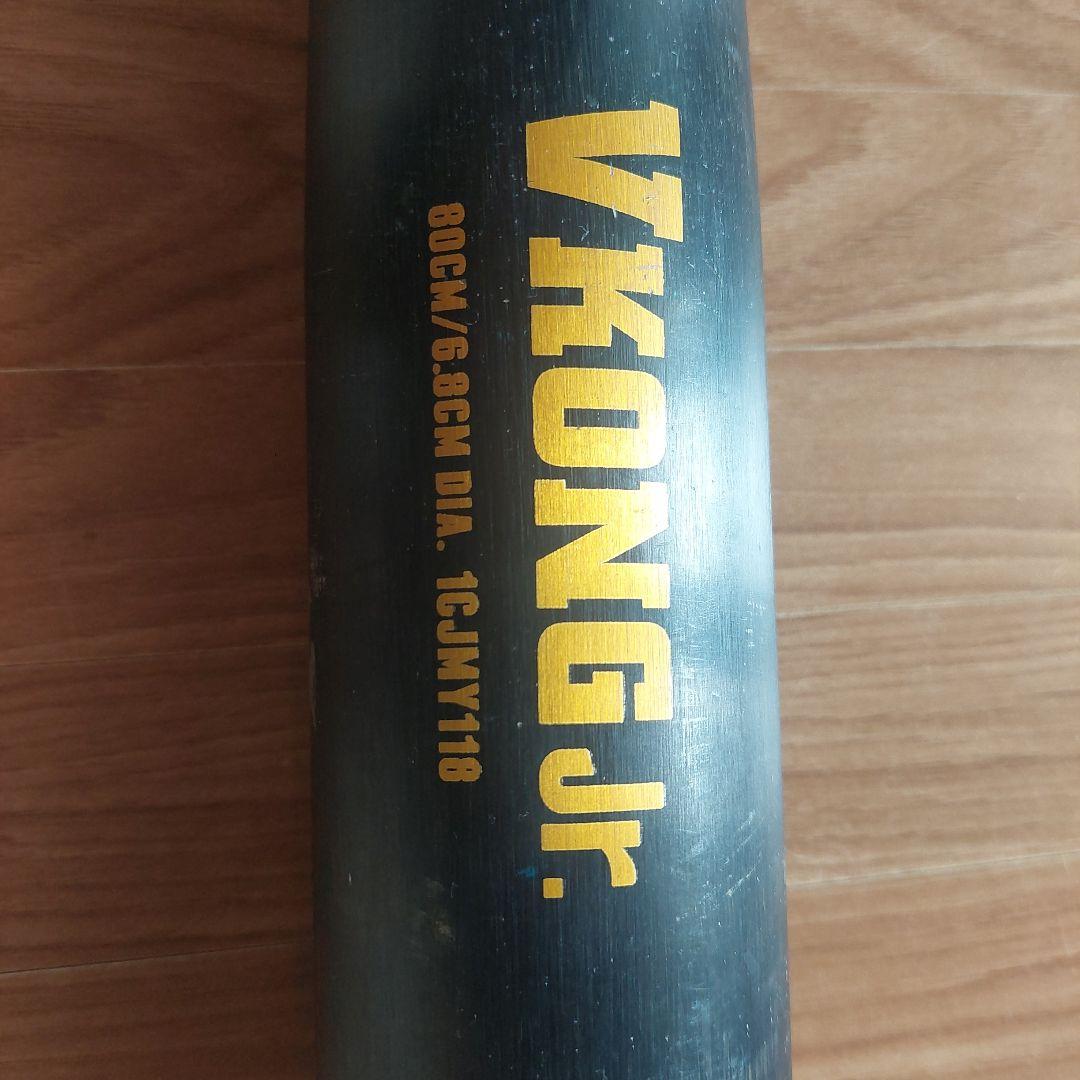 VKONG Jr.
80CM/6.8CM DIA. 1CJMY118